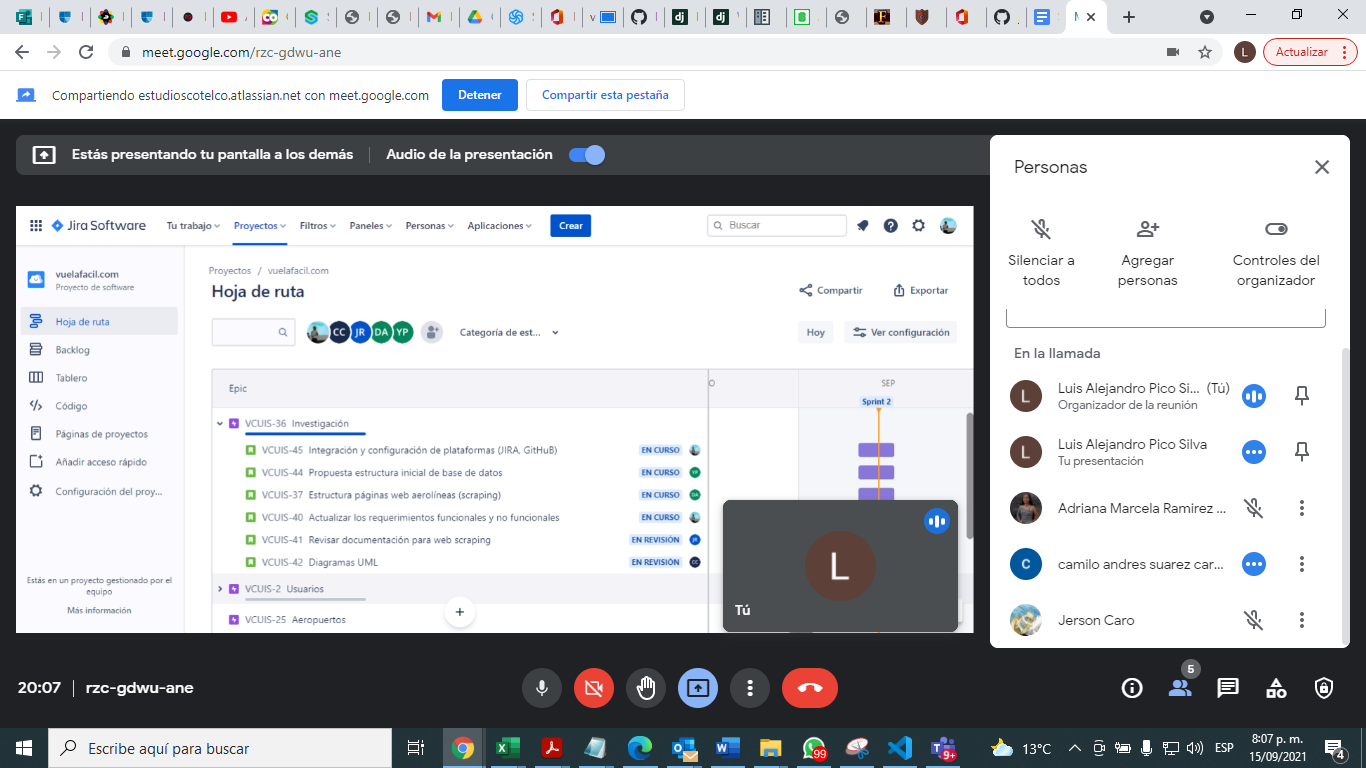 meet.google.com/rzc-gdwu-ane
L
Actualizar
Compartiendo estudioscotelco.atlassian.net con meet.google.com
Detener
Compartir esta pestaña
Estás presentando tu pantalla a los demás
Audio de la presentación
Jira Software
Tu trabajo
Proyectos
Filtros
Paneles
Personas
Aplicaciones
Crear
Buscar
vuelafacil.com
Proyecto de software
Hoja de ruta
Backlog
Tablero
Código
Páginas de proyectos
Añadir acceso rápido
Configuración del proy...
Estás en un proyecto gestionado por el
equipo
Más información
Proyectos / vuelafacil.com
Hoja de ruta
Compartir
Exportar
CC JR DA YP
Categoría de est...
Hoy
Ver configuración
Epic
O
SEP
Sprint 2
VCUIS-36 Investigación
VCUIS-45 Integración y configuración de plataformas (JIRA, GitHuB) EN CURSO
VCUIS-44 Propuesta estructura inicial de base de datos EN CURSO YP
VCUIS-37 Estructura páginas web aerolíneas (scraping) EN CURSO DA
VCUIS-40 Actualizar los requerimientos funcionales y no funcionales EN CURSO
VCUIS-41 Revisar documentación para web scraping EN REVISIÓN JR
VCUIS-42 Diagramas UML EN REVISIÓN CC
VCUIS-2 Usuarios
VCUIS-25 Aeropuertos
L
Tú
Personas
Silenciar a
todos
Agregar
personas
Controles del
organizador
En la llamada
L
Luis Alejandro Pico Si... (Tú)
Organizador de la reunión
L
Luis Alejandro Pico Silva
Tu presentación
Adriana Marcela Ramirez ...
C
camilo andres suarez car...
Jerson Caro
20:07
rzc-gdwu-ane
5
Escribe aquí para buscar
99
9+
13°C
ESP
8:07 p. m.
15/09/2021
4